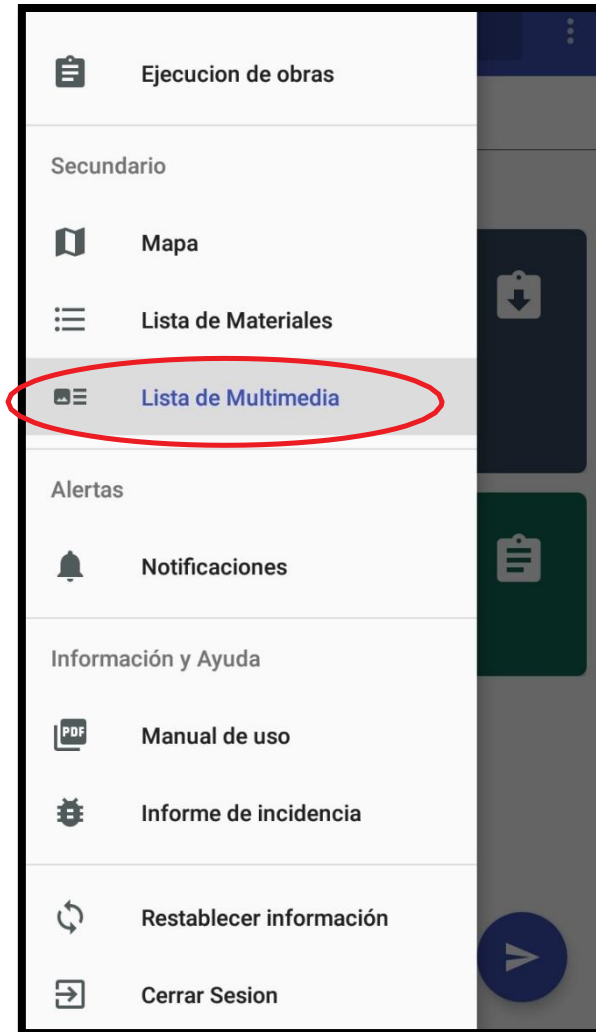 Ejecucion de obras
Secundario
Mapa
Lista de Materiales
Lista de Multimedia
Alertas
Notificaciones
Información y Ayuda
PDF
Manual de uso
Informe de incidencia
Restablecer información
Cerrar Sesion